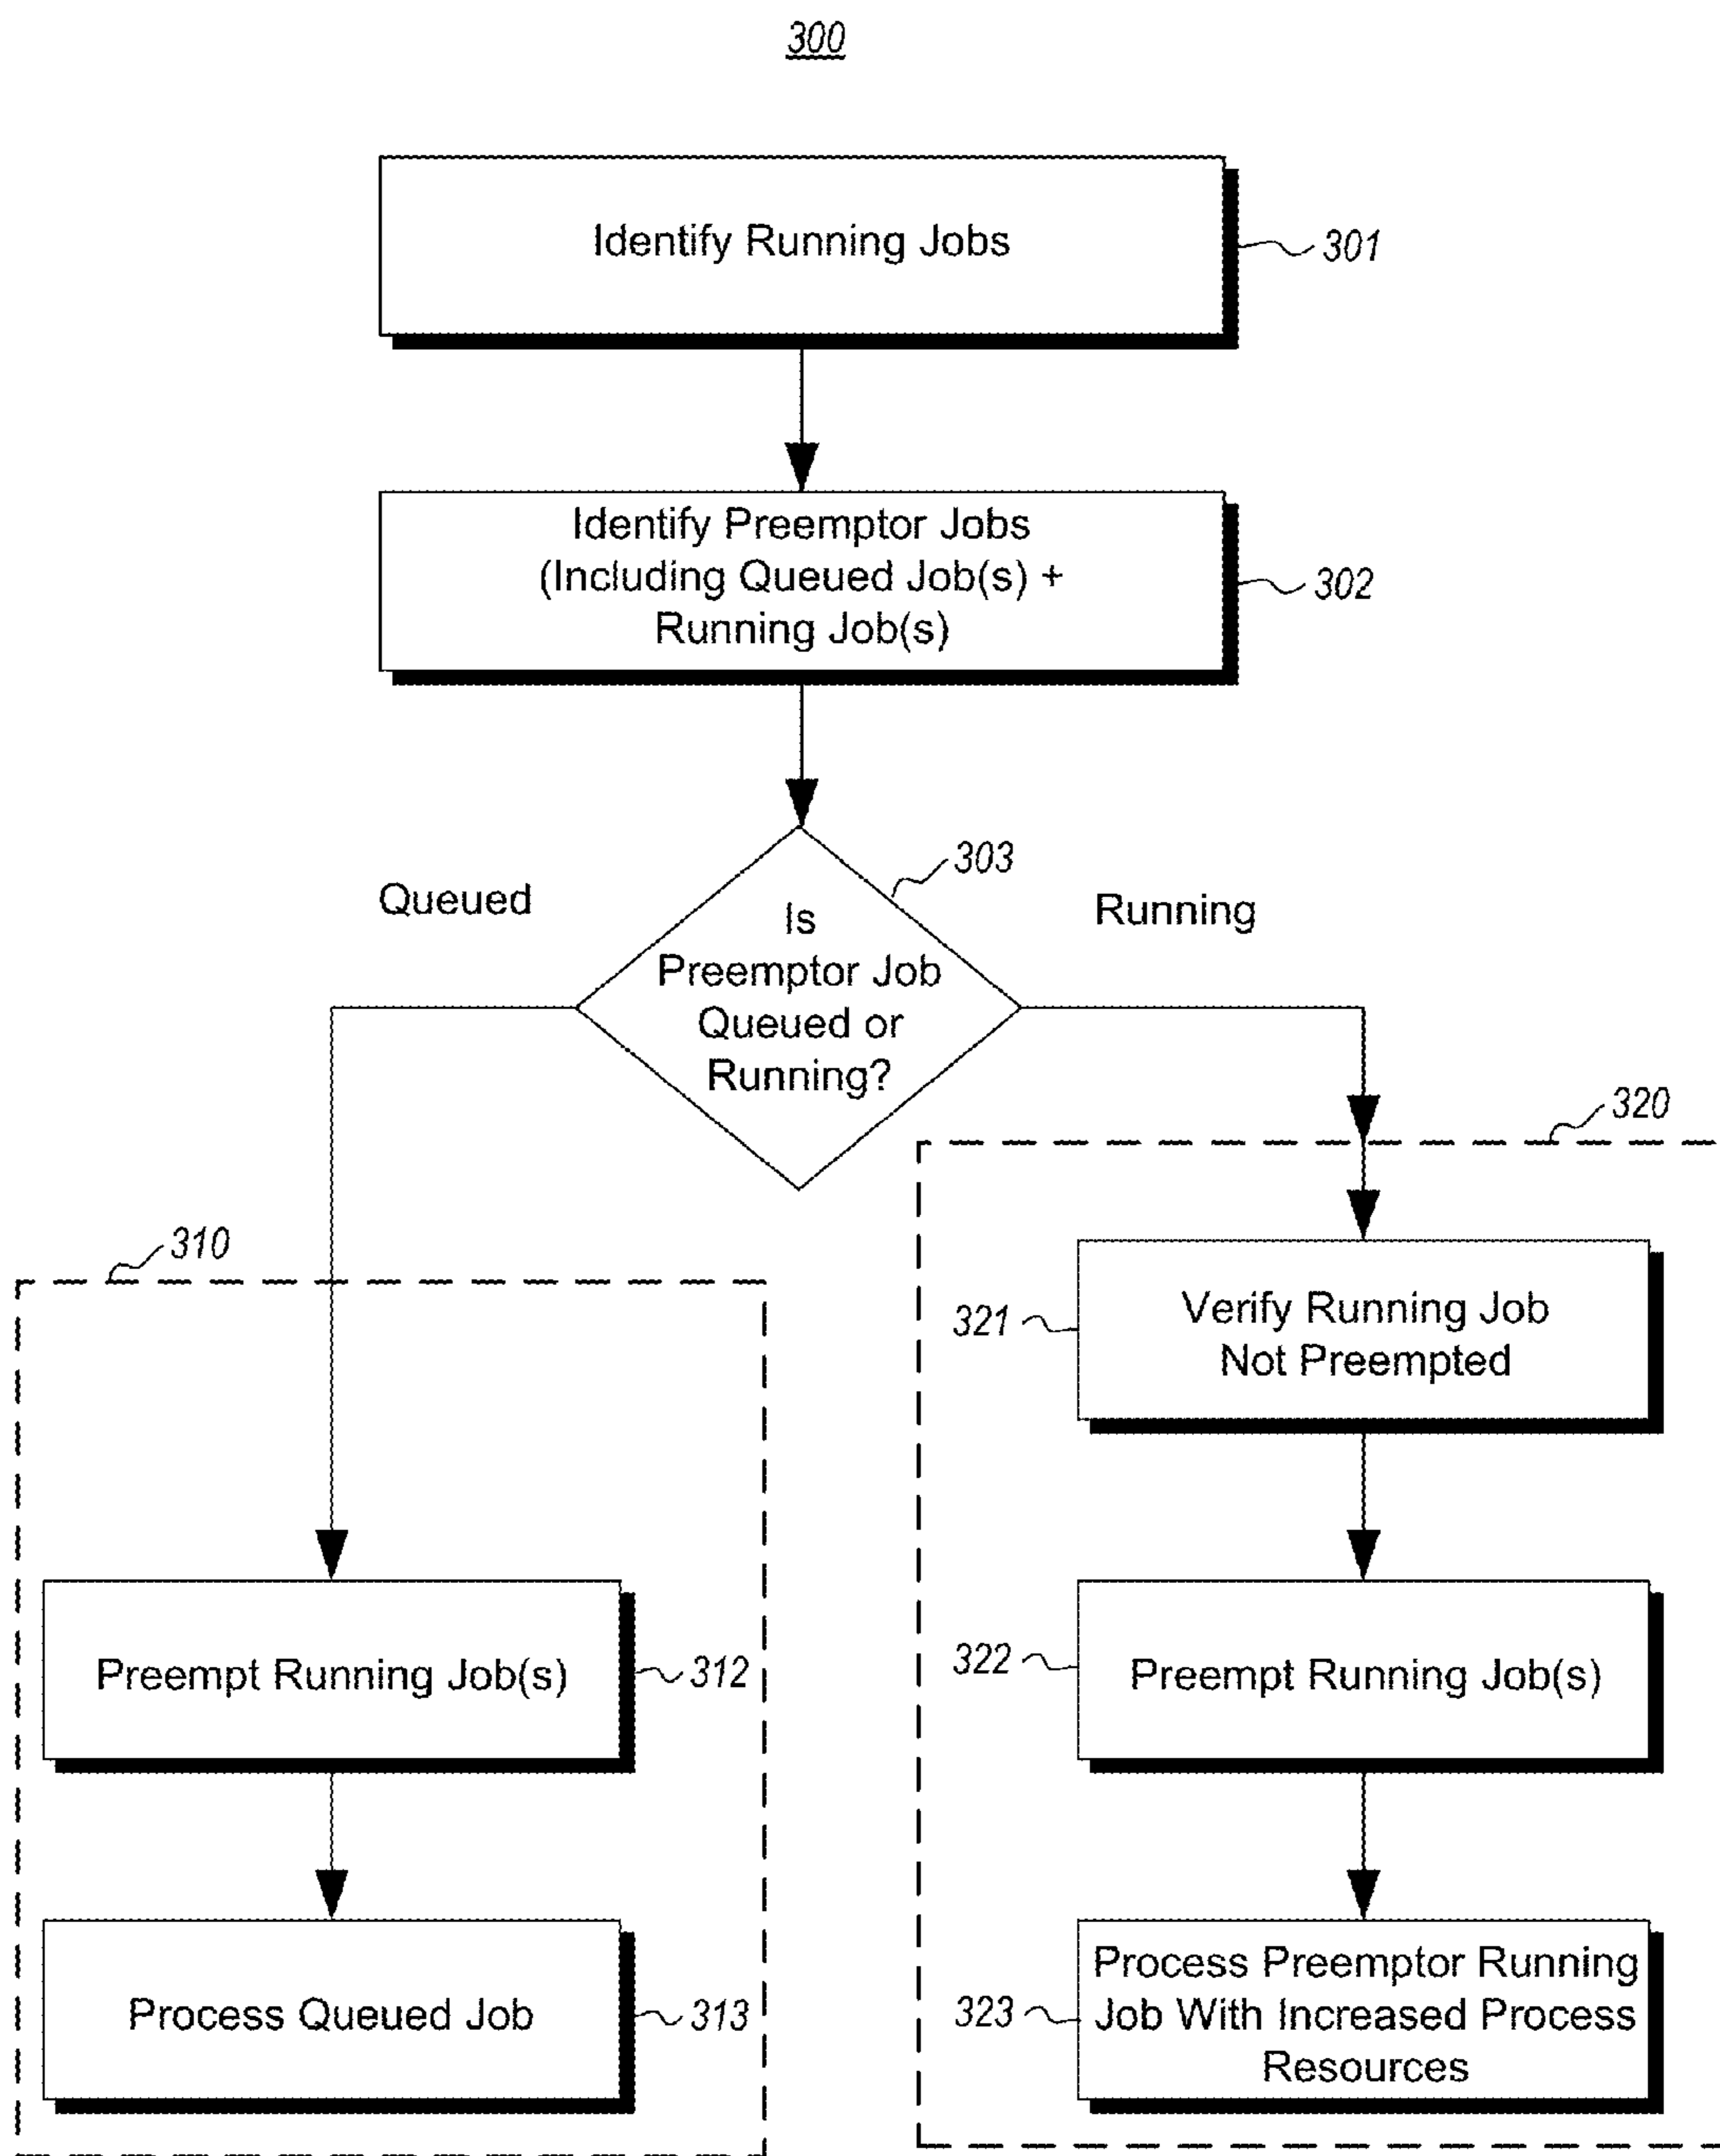 300
Identify Running Jobs
301
Identify Preemptor Jobs
(Including Queued Job(s) +
Running Job(s)
302
303
Queued
Running
Is
Preemptor Job
Queued or
Running?
320
310
321
Verify Running Job
Not Preempted
Preempt Running Job(s)
312
322
Preempt Running Job(s)
Process Queued Job
313
323
Process Preemptor Running
Job With Increased Process
Resources